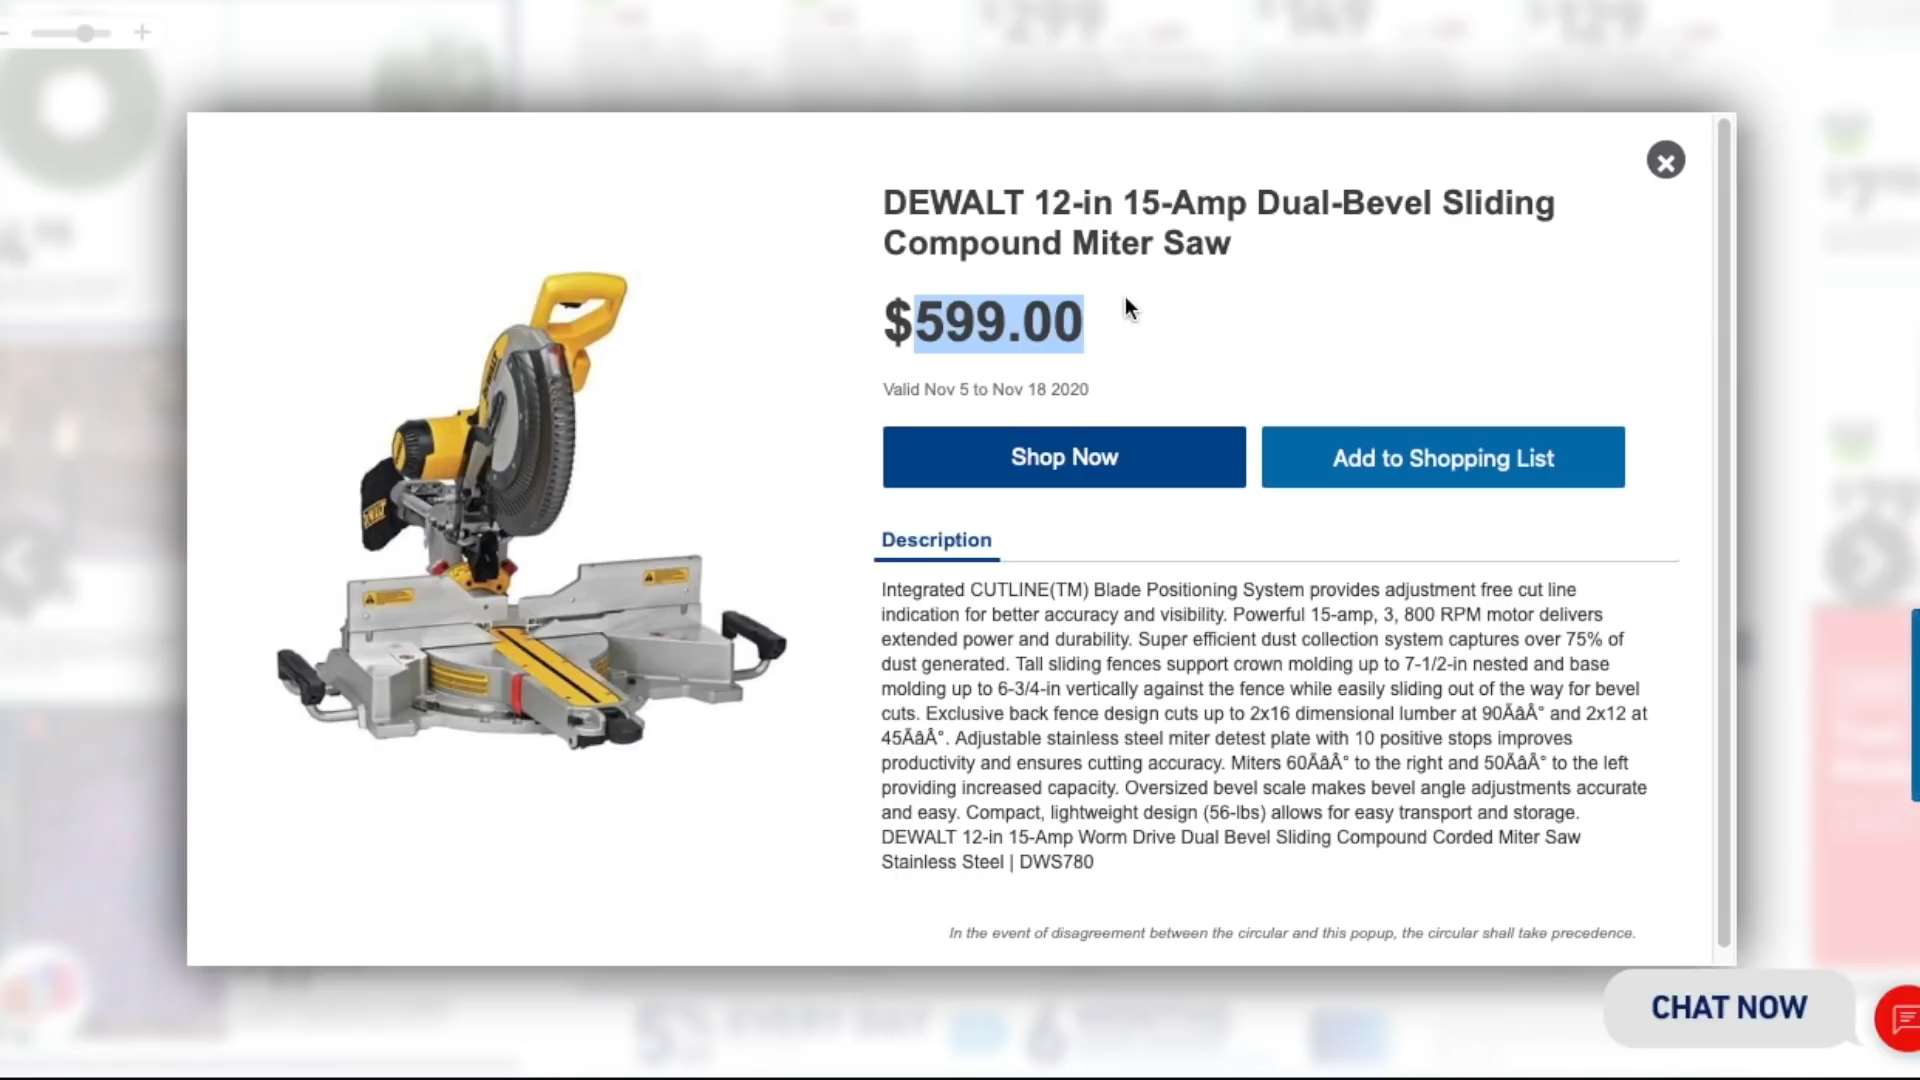 DEWALT 12-in 15-Amp Dual-Bevel Sliding
Compound Miter Saw
$599.00
Valid Nov 5 to Nov 18 2020
Shop Now
Add to Shopping List
Description
Integrated CUTLINE(TM) Blade Positioning System provides adjustment free cut line
indication for better accuracy and visibility. Powerful 15-amp, 3, 800 RPM motor delivers
extended power and durability. Super efficient dust collection system captures over 75% of
dust generated. Tall sliding fences support crown molding up to 7-1/2-in nested and base
molding up to 6-3/4-in vertically against the fence while easily sliding out of the way for bevel
cuts. Exclusive back fence design cuts up to 2x16 dimensional lumber at 90ÃâÂ° and 2x12 at
45ÃâÂ°. Adjustable stainless steel miter detest plate with 10 positive stops improves
productivity and ensures cutting accuracy. Miters 60ÃâÂ° to the right and 50ÃâÂ° to the left
providing increased capacity. Oversized bevel scale makes bevel angle adjustments accurate
and easy. Compact, lightweight design (56-lbs) allows for easy transport and storage.
DEWALT 12-in 15-Amp Worm Drive Dual Bevel Sliding Compound Corded Miter Saw
Stainless Steel | DWS780
In the event of disagreement between the circular and this popup, the circular shall take precedence.
CHAT NOW